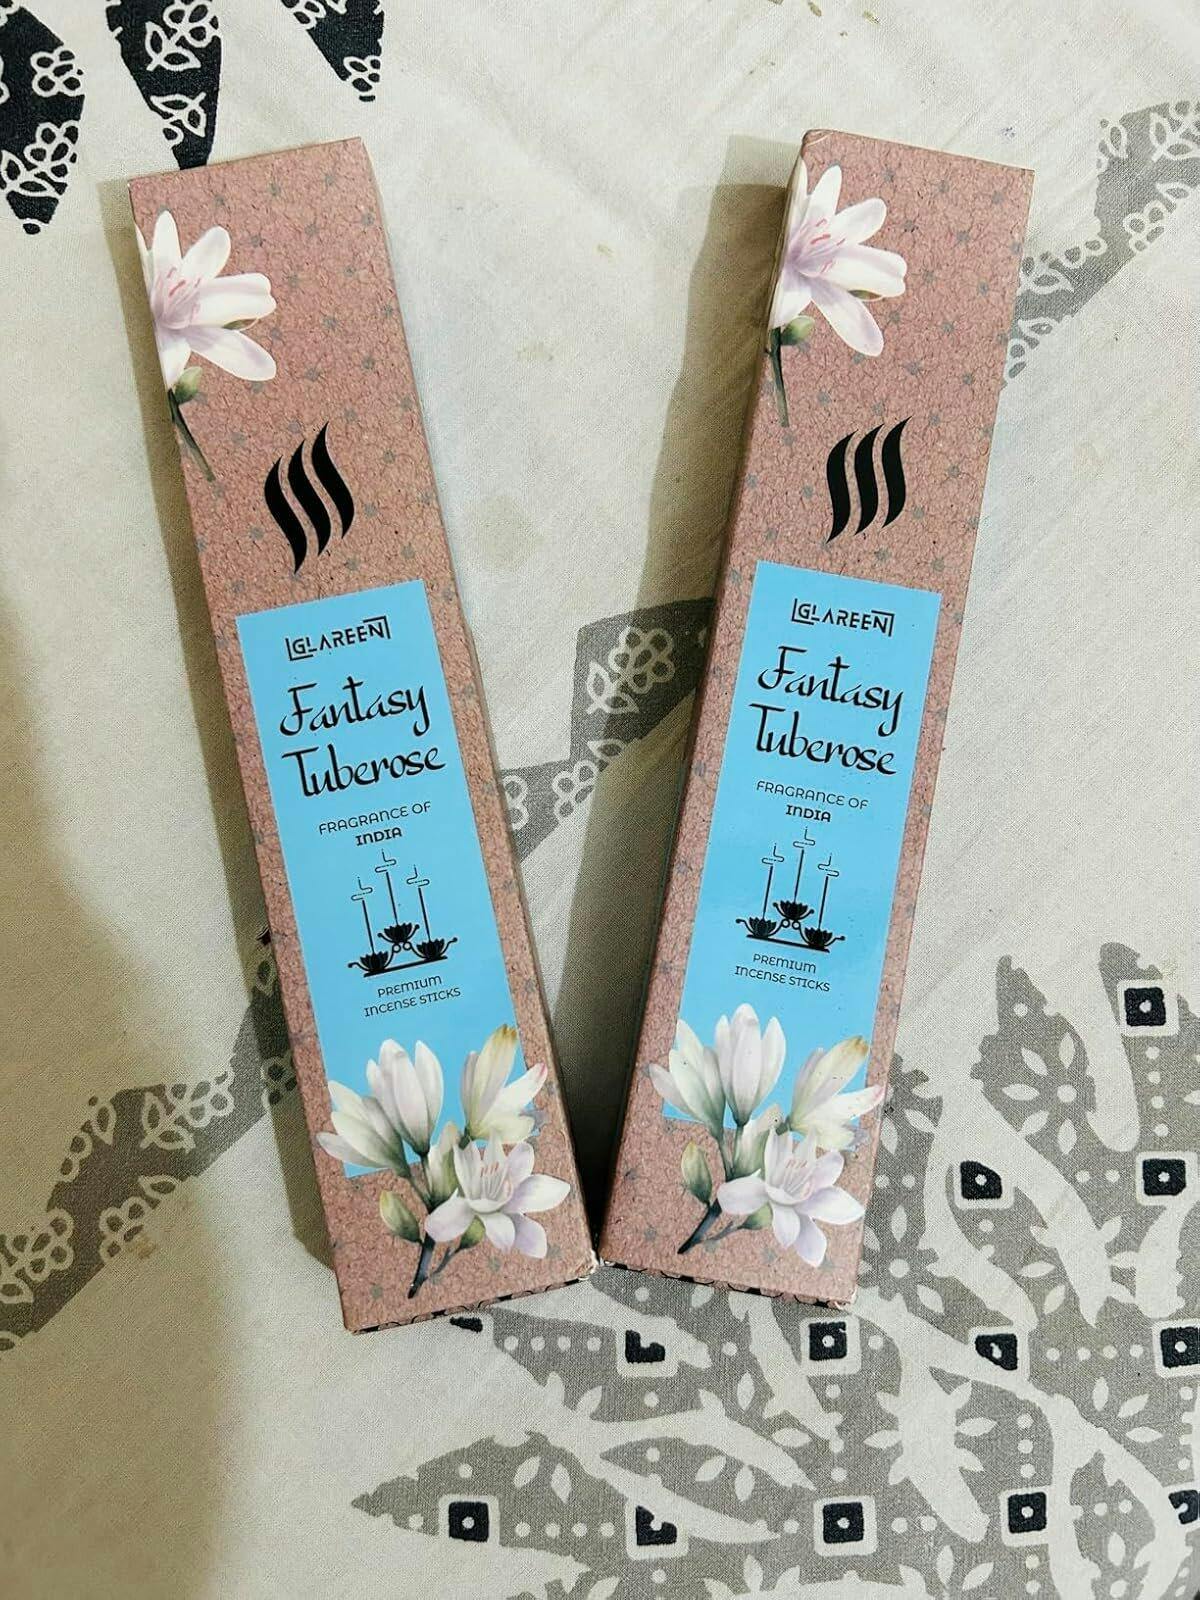 GLAREEN
Fantasy
Tuberose
FRAGRANCE OF
INDIA
PREMIUM
INCENSE STICKS
GLAREEN
Fantasy
Tuberose
FRAGRANCE OF
INDIA
PREMIUM
INCENSE STICKS